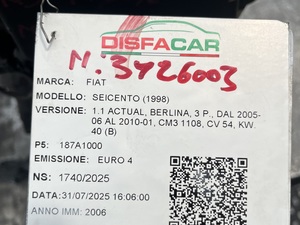 DISFACAR
N: 3426003
MARCA: FIAT
MODELLO: SEICENTO (1998)
VERSIONE: 1.1 ACTUAL, BERLINA, 3 P., DAL 2005-
06 AL 2010-01, CM3 1108, CV 54, KW.
40 (B)
P5: 187A1000
EMISSIONE: EURO 4
NS: 1740/2025
DATA:31/07/2025 16:06:00
ANNO IMM: 2006